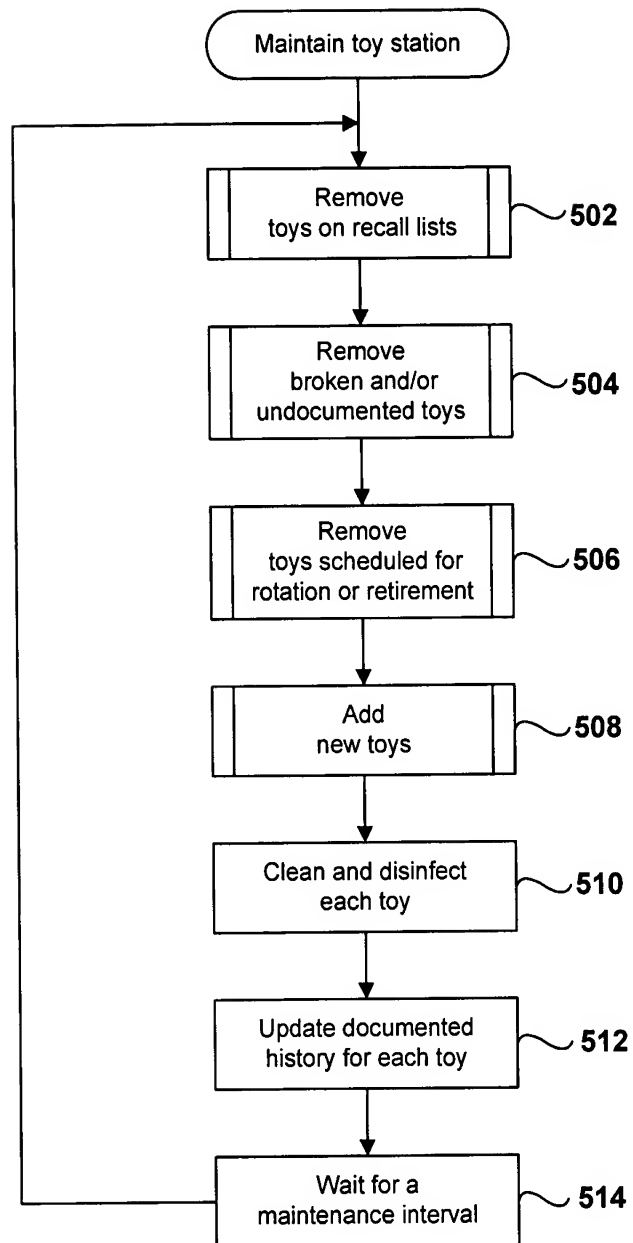 Maintain toy station
Remove
toys on recall lists
502
Remove
broken and/or
undocumented toys
504
Remove
toys scheduled for
rotation or retirement
506
Add
new toys
508
Clean and disinfect
each toy
510
Update documented
history for each toy
512
Wait for a
maintenance interval
514